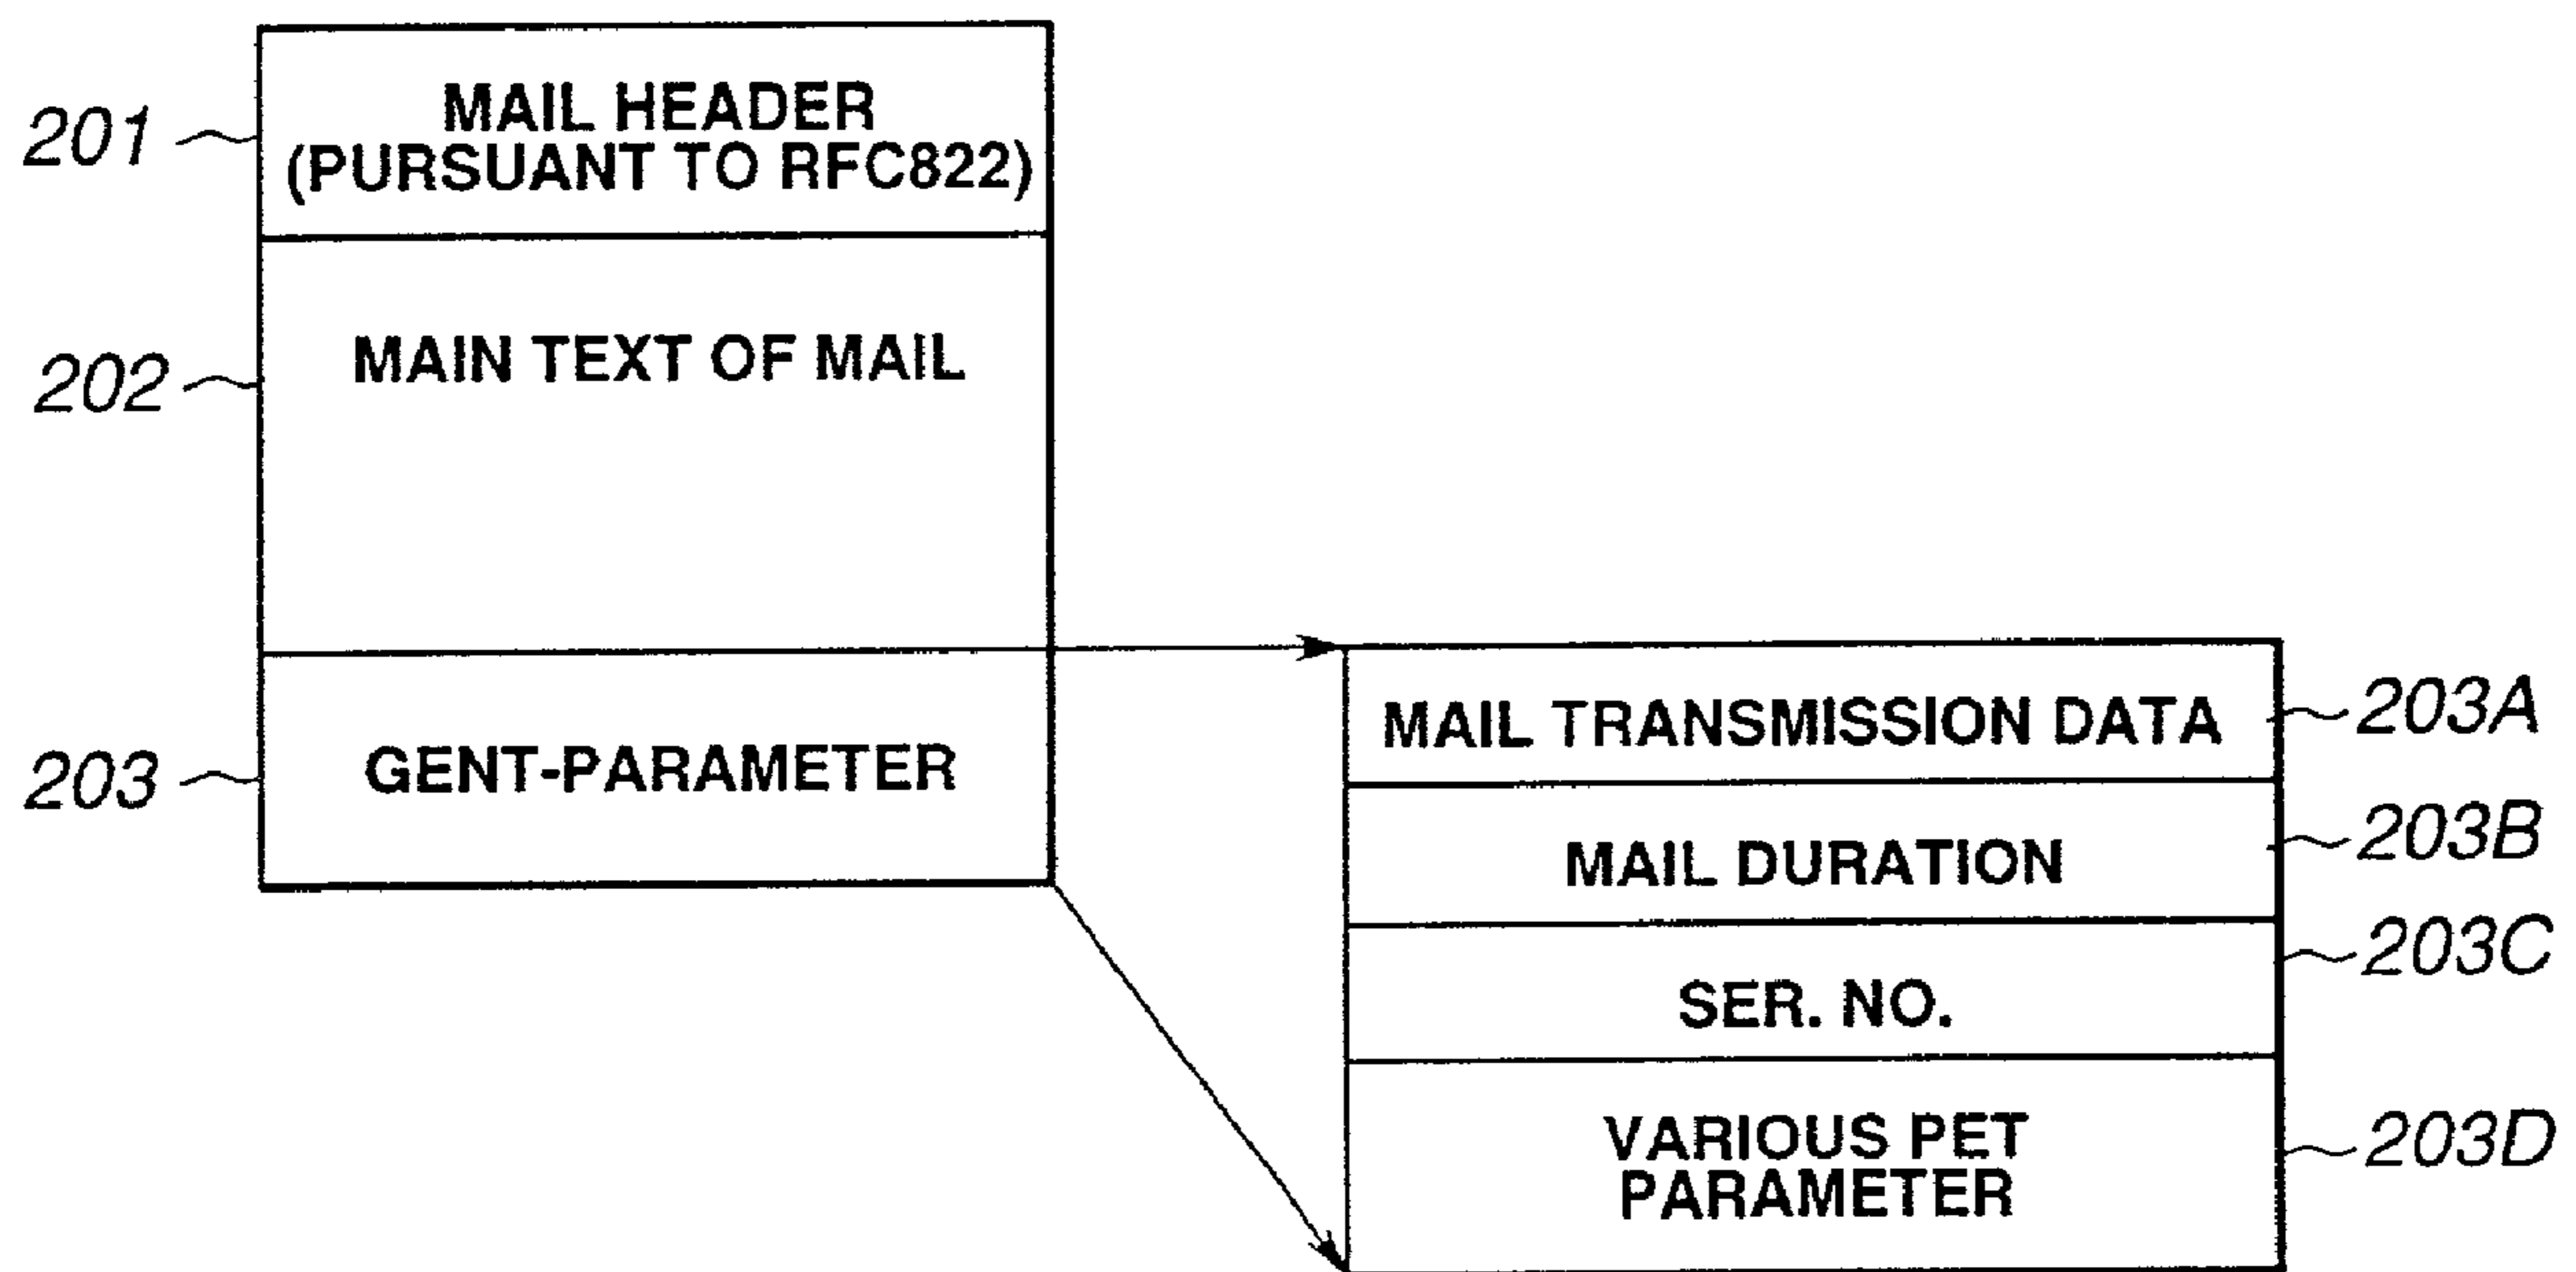 201
MAIL HEADER
(PURSUANT TO RFC822)
202
MAIN TEXT OF MAIL
203
GENT-PARAMETER
MAIL TRANSMISSION DATA
203A
MAIL DURATION
203B
SER. NO.
203C
VARIOUS PET
PARAMETER
203D